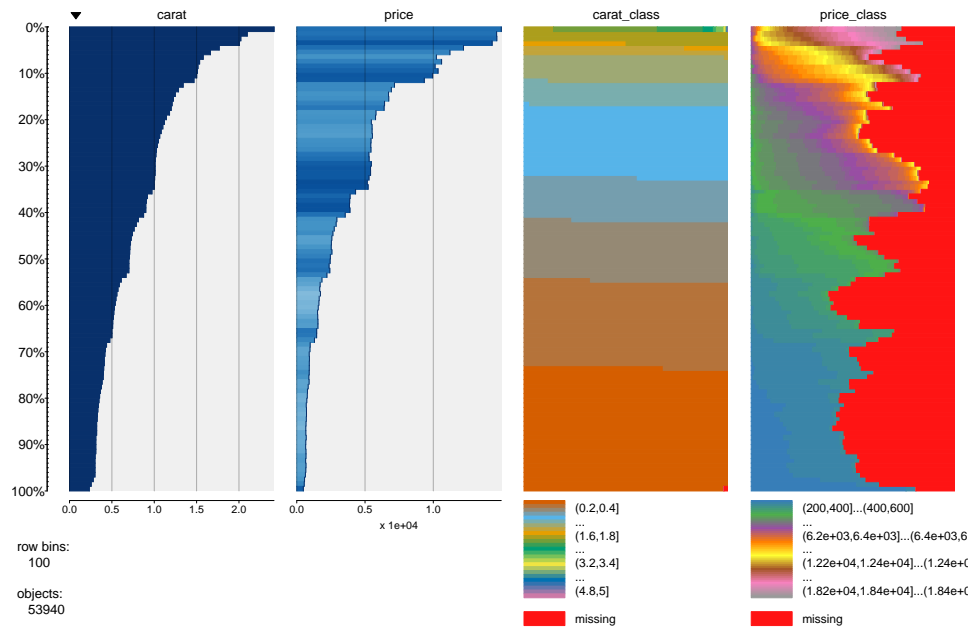 carat
price
carat_class
price_class
0%
10%
20%
30%
40%
50%
60%
70%
80%
90%
100%
0.0 0.5 1.0 1.5 2.0
0.0 0.5 1.0
x 1e+04
row bins:
100
objects:
53940
(0.2,0.4]
...
(1.6,1.8]
...
(3.2,3.4]
...
(4.8,5]
missing
(200,400]...(400,600]
...
(6.2e+03,6.4e+03]...(6.4e+03,6
...
(1.22e+04,1.24e+04]...(1.24e+0
...
(1.82e+04,1.84e+04]...(1.84e+0
missing